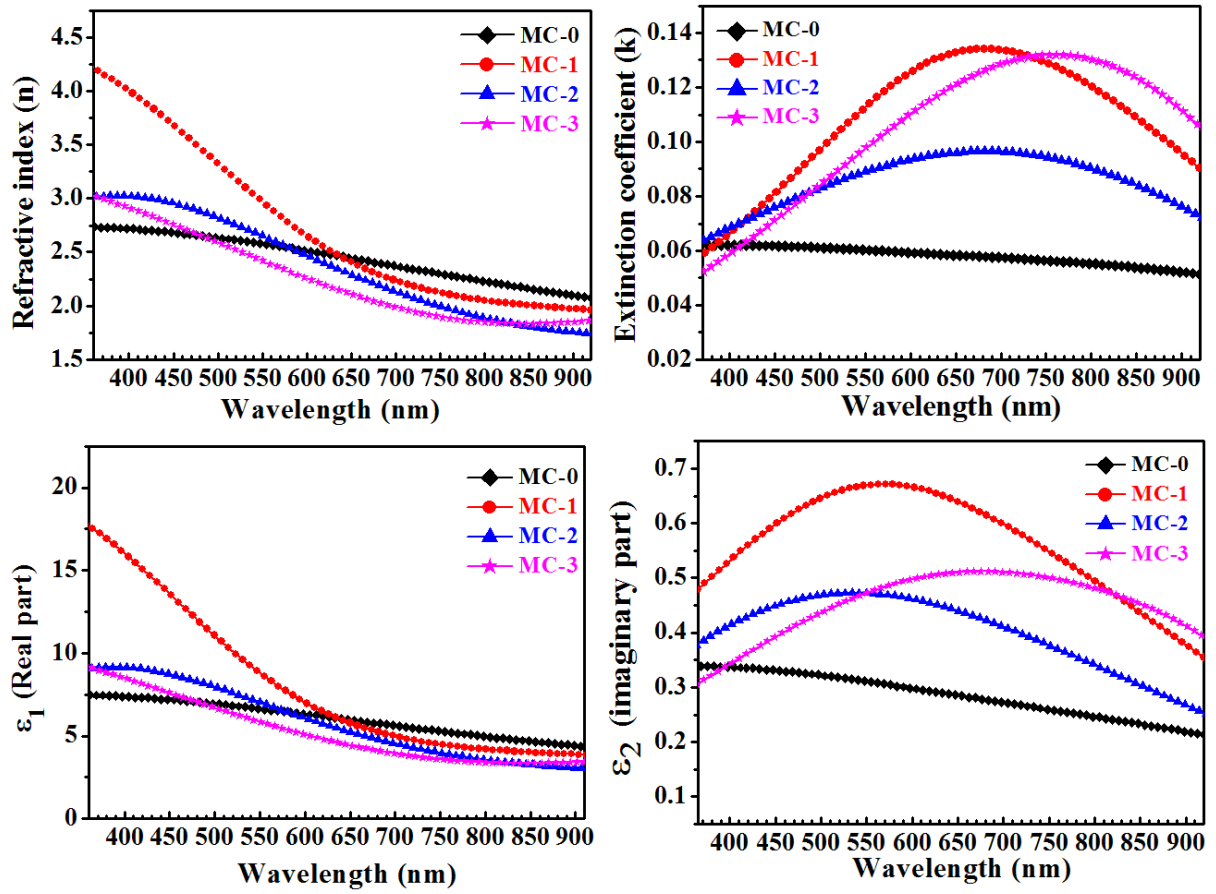 4.5
4.0
3.5
3.0
2.5
2.0
1.5
Refractive index (n)
MC-0
MC-1
MC-2
MC-3
400 450 500 550 600 650 700 750 800 850 900
Wavelength (nm)
0.14
0.12
0.10
0.08
0.06
0.04
0.02
0.00
Extinction coefficient (k)
MC-0
MC-1
MC-2
MC-3
400 450 500 550 600 650 700 750 800 850 900
Wavelength (nm)
20
15
10
5
0
ε1 (Real part)
MC-0
MC-1
MC-2
MC-3
400 450 500 550 600 650 700 750 800 850 900
Wavelength (nm)
0.7
0.6
0.5
0.4
0.3
0.2
0.1
ε2 (imaginary part)
MC-0
MC-1
MC-2
MC-3
400 450 500 550 600 650 700 750 800 850 900
Wavelength (nm)